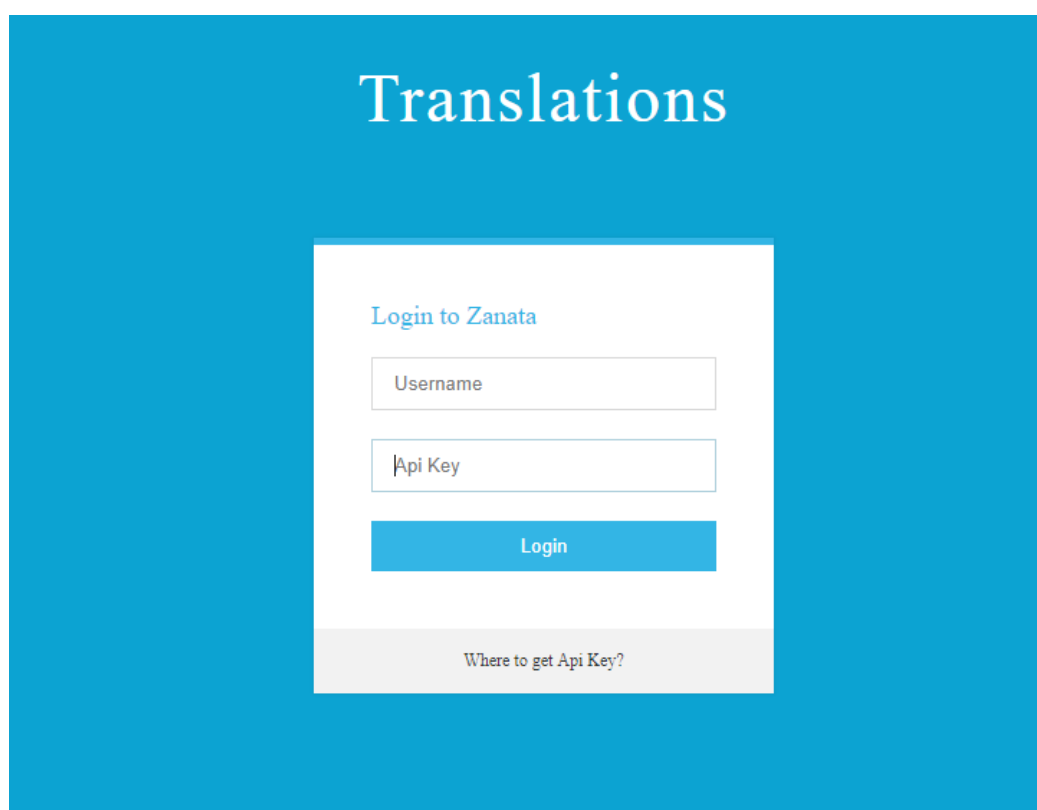 Translations
Login to Zanata
Username
Api Key
Login
Where to get Api Key?